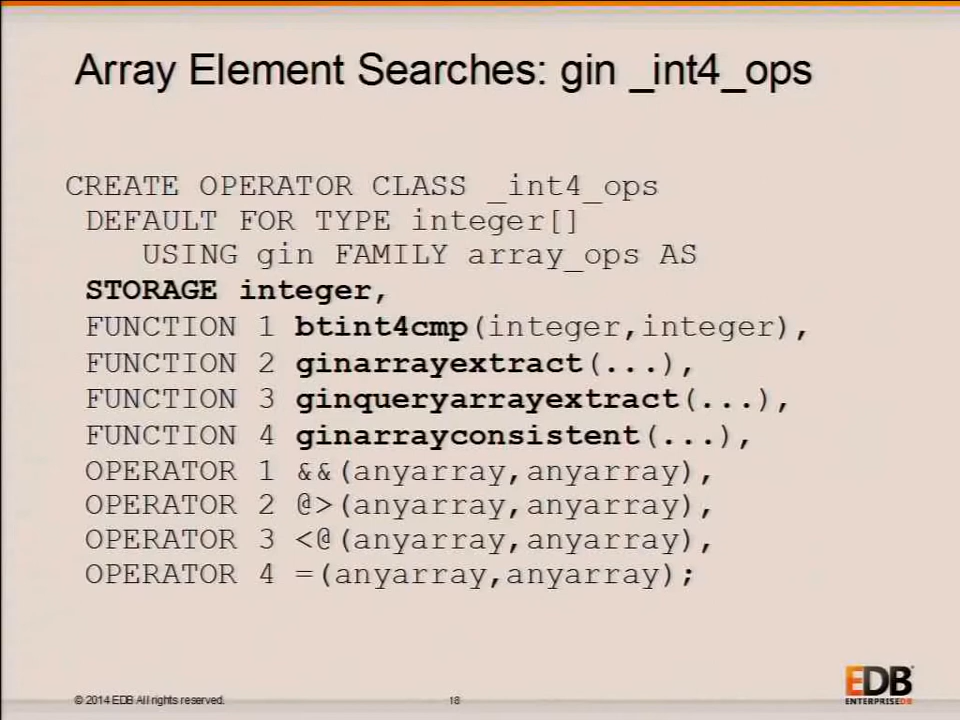 Array Element Searches: gin _int4_ops
CREATE OPERATOR CLASS _int4_ops
DEFAULT FOR TYPE integer[]
USING gin FAMILY array_ops AS
STORAGE integer,
FUNCTION 1 btint4cmp(integer,integer),
FUNCTION 2 ginarrayextract(...),
FUNCTION 3 ginqueryarrayextract(...),
FUNCTION 4 ginarrayconsistent(...),
OPERATOR 1 &&(anyarray,anyarray),
OPERATOR 2 @>(anyarray,anyarray),
OPERATOR 3 <@(anyarray,anyarray),
OPERATOR 4 =(anyarray,anyarray);
© 2014 EDB All rights reserved.
18
EDB
ENTERPRISEDB